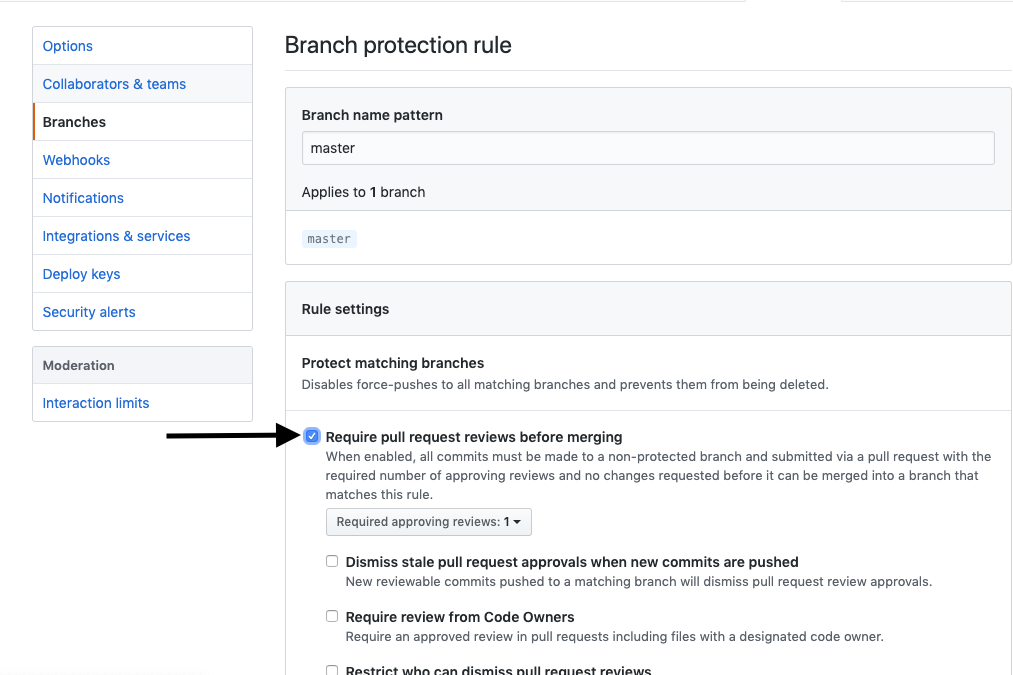 Options
Collaborators & teams
Branches
Webhooks
Notifications
Integrations & services
Deploy keys
Security alerts
Moderation
Interaction limits
Branch protection rule
Branch name pattern
master
Applies to 1 branch
master
Rule settings
Protect matching branches
Disables force-pushes to all matching branches and prevents them from being deleted.
Require pull request reviews before merging
When enabled, all commits must be made to a non-protected branch and submitted via a pull request with the
required number of approving reviews and no changes requested before it can be merged into a branch that
matches this rule.
Required approving reviews: 1
Dismiss stale pull request approvals when new commits are pushed
New reviewable commits pushed to a matching branch will dismiss pull request review approvals.
Require review from Code Owners
Require an approved review in pull requests including files with a designated code owner.
Restrict who can dismiss pull request reviews